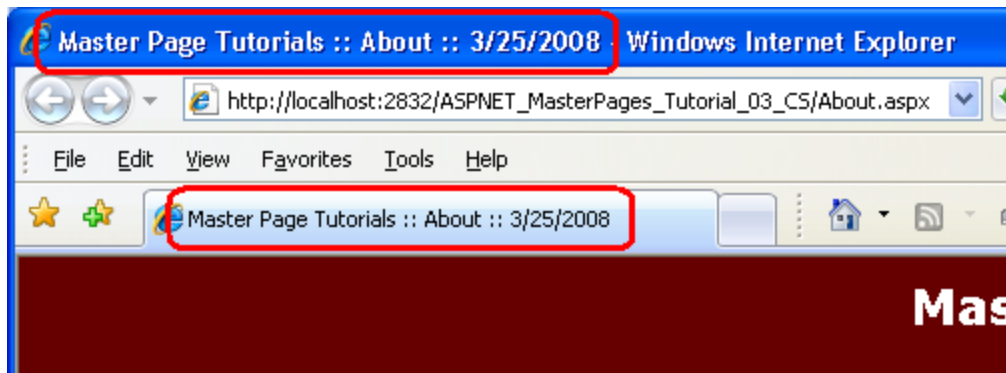 Master Page Tutorials :: About :: 3/25/2008 - Windows Internet Explorer
http://localhost:2832/ASPNET_MasterPages_Tutorial_03_CS/About.aspx
File Edit View Favorites Tools Help
Master Page Tutorials :: About :: 3/25/2008
Mas